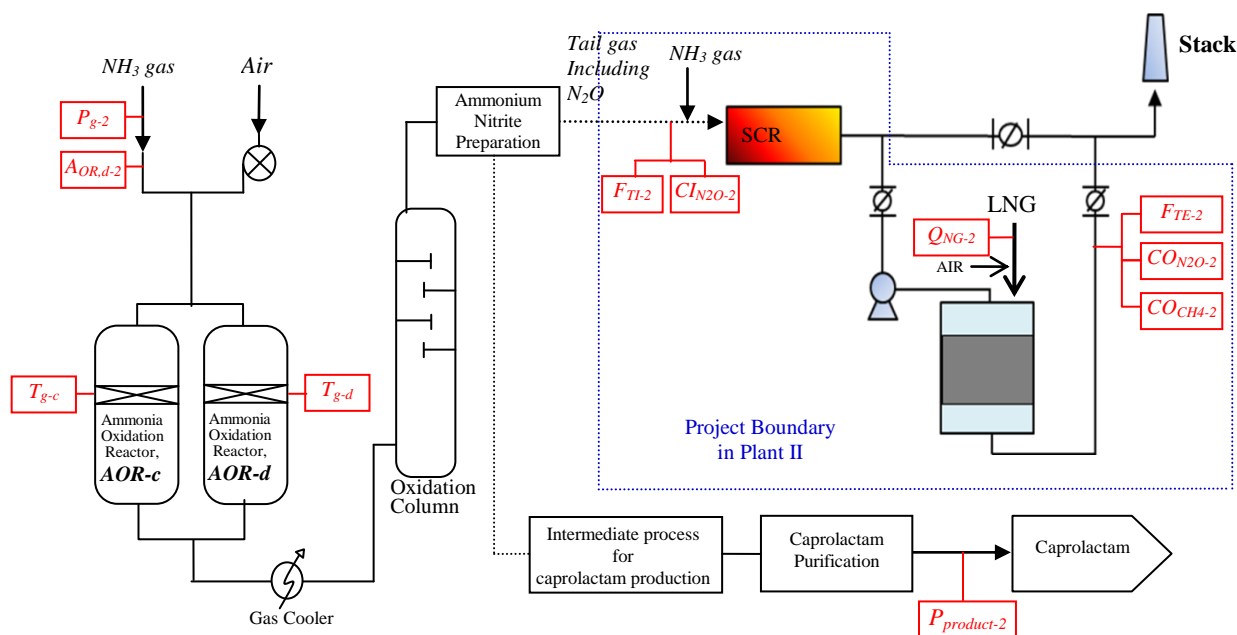 Tail gas
Including
N2O
NH3 gas
Stack
NH3 gas
Air
Pg-2
AOR,d-2
Ammonium
Nitrite
Preparation
SCR
FTI-2
CIN2O-2
LNG
QNG-2
AIR
FTE-2
CON2O-2
COCH4-2
Tg-c
Tg-d
Ammonia
Oxidation
Reactor,
AOR-c
Ammonia
Oxidation
Reactor,
AOR-d
Project Boundary
in Plant II
Oxidation
Column
Gas Cooler
Intermediate process
for
caprolactam production
Caprolactam
Purification
Caprolactam
Pproduct-2